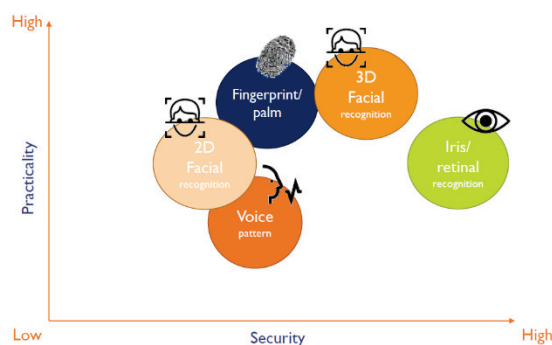 High
3D
Facial
recognition
Fingerprint/
palm
2D
Facial
recognition
Iris/
retinal
recognition
Voice
pattern
Practicality
Low
Security
High